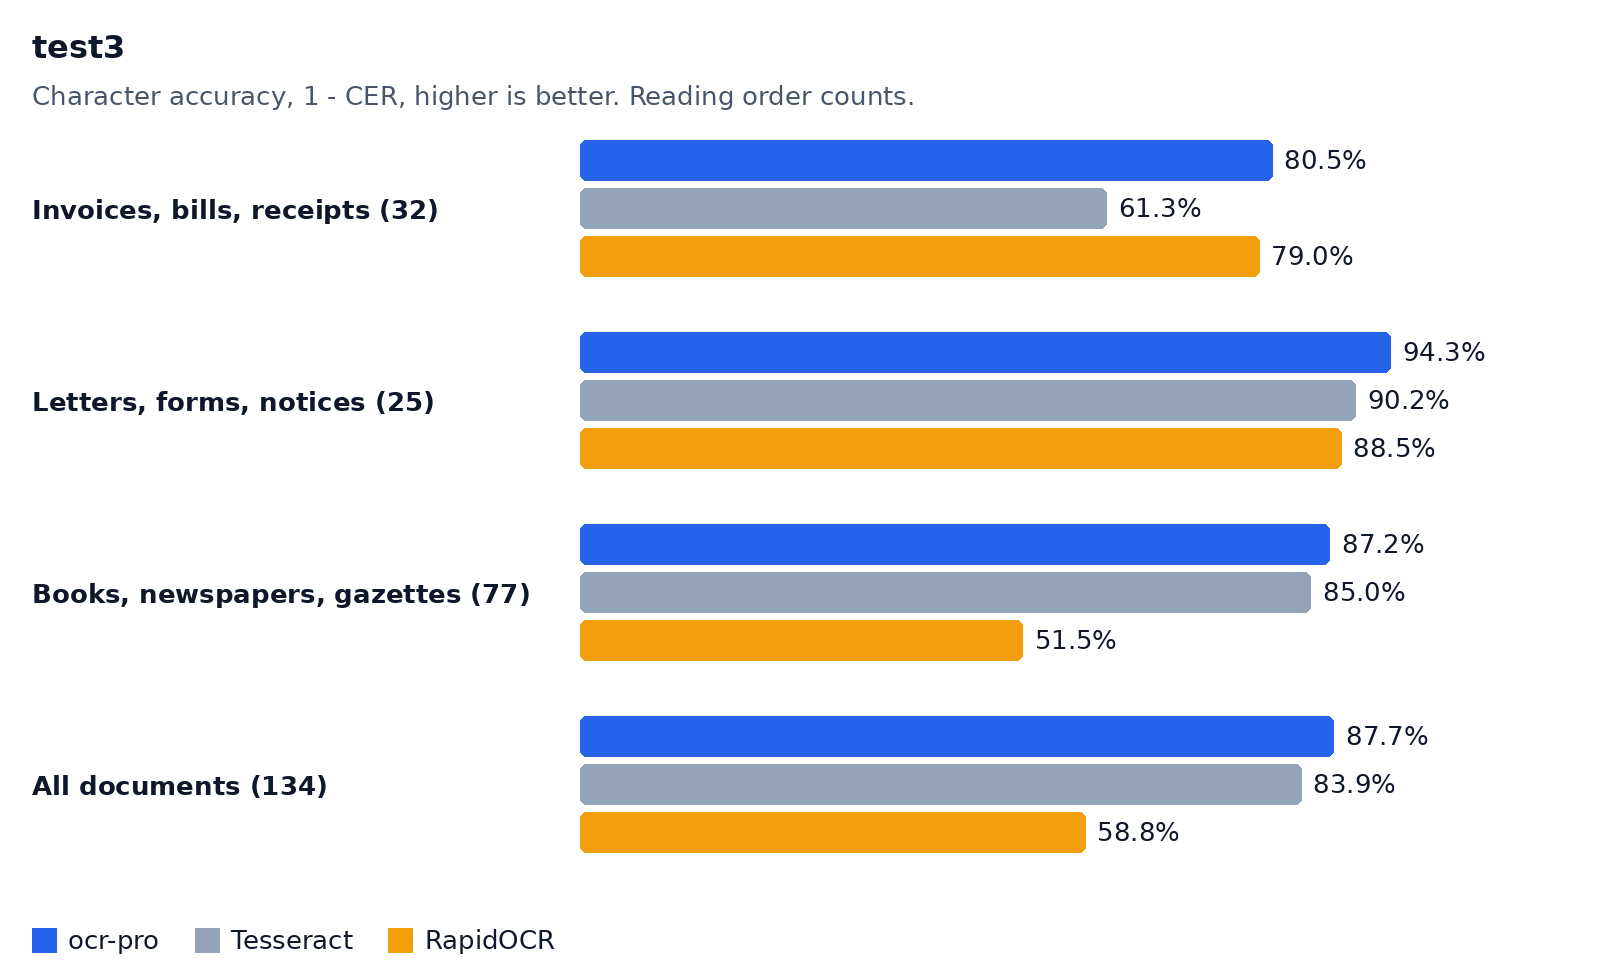 test3
Character accuracy, 1 - CER, higher is better. Reading order counts.
Invoices, bills, receipts (32)
80.5%
61.3%
79.0%
Letters, forms, notices (25)
94.3%
90.2%
88.5%
Books, newspapers, gazettes (77)
87.2%
85.0%
51.5%
All documents (134)
87.7%
83.9%
58.8%
ocr-pro Tesseract RapidOCR